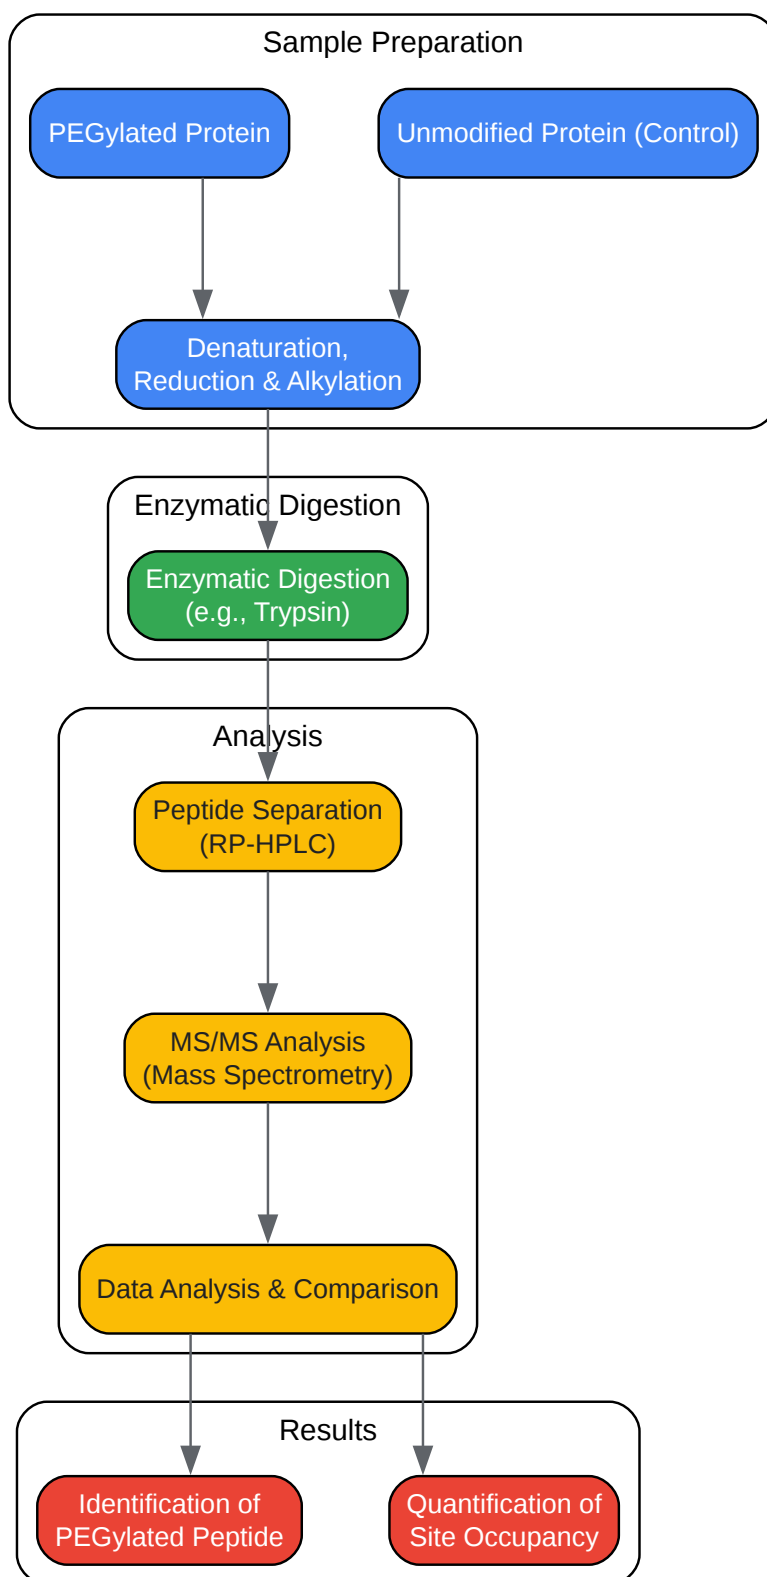 Sample Preparation
PEGylated Protein
Unmodified Protein (Control)
Denaturation,
Reduction & Alkylation
Enzymatic Digestion
Enzymatic Digestion
(e.g., Trypsin)
Analysis
Peptide Separation
(RP-HPLC)
MS/MS Analysis
(Mass Spectrometry)
Data Analysis & Comparison
Results
Identification of
PEGylated Peptide
Quantification of
Site Occupancy